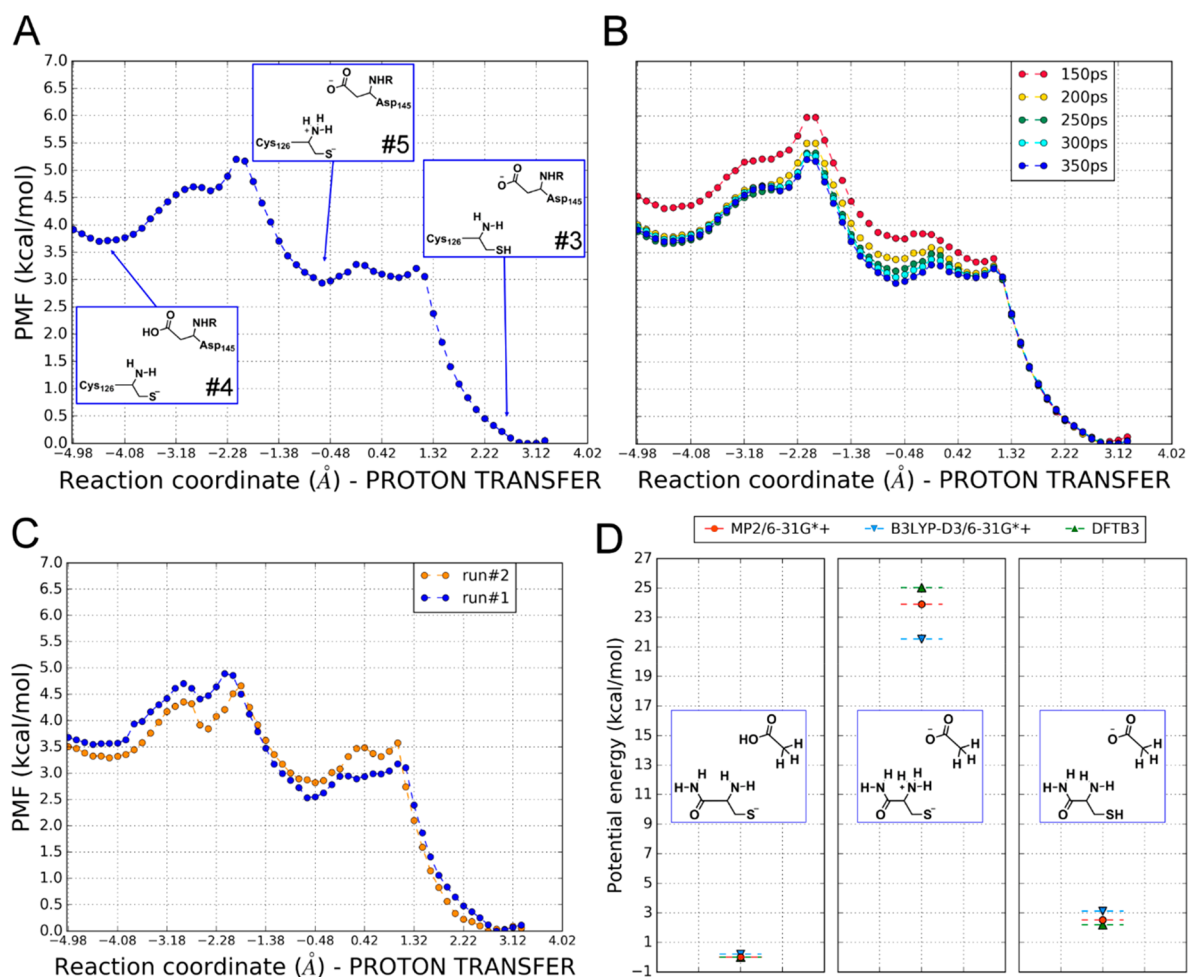 A
7.0
6.5
6.0
5.5
5.0
4.5
4.0
3.5
3.0
2.5
2.0
1.5
1.0
0.5
0.0
PMF (kcal/mol)
O
O⁻ NHR
Asp₁₄₅
H
N-H
+
H
Cys₁₂₆
S⁻
#5
O
O⁻ NHR
Asp₁₄₅
H
N-H
Cys₁₂₆
SH
#3
O
HO NHR
Asp₁₄₅
H
N-H
Cys₁₂₆
S⁻
#4
−4.98 −4.08 −3.18 −2.28 −1.38 −0.48 0.42 1.32 2.22 3.12 4.02
Reaction coordinate (Å) - PROTON TRANSFER
B
150ps
200ps
250ps
300ps
350ps
−4.98 −4.08 −3.18 −2.28 −1.38 −0.48 0.42 1.32 2.22 3.12 4.02
Reaction coordinate (Å) - PROTON TRANSFER
C
7.0
6.5
6.0
5.5
5.0
4.5
4.0
3.5
3.0
2.5
2.0
1.5
1.0
0.5
0.0
PMF (kcal/mol)
run#2
run#1
−4.98 −4.08 −3.18 −2.28 −1.38 −0.48 0.42 1.32 2.22 3.12 4.02
Reaction coordinate (Å) - PROTON TRANSFER
D
MP2/6-31G*+ B3LYP-D3/6-31G*+ DFTB3
27
25
23
21
19
17
15
13
11
9
7
5
3
1
−1
Potential energy (kcal/mol)
O
HO H
H H
H H
H-N N-H
O S⁻
O
O⁻ H
H H
H H H
H-N N-H
+
O S⁻
O
O⁻ H
H H
H H
H-N N-H
O SH